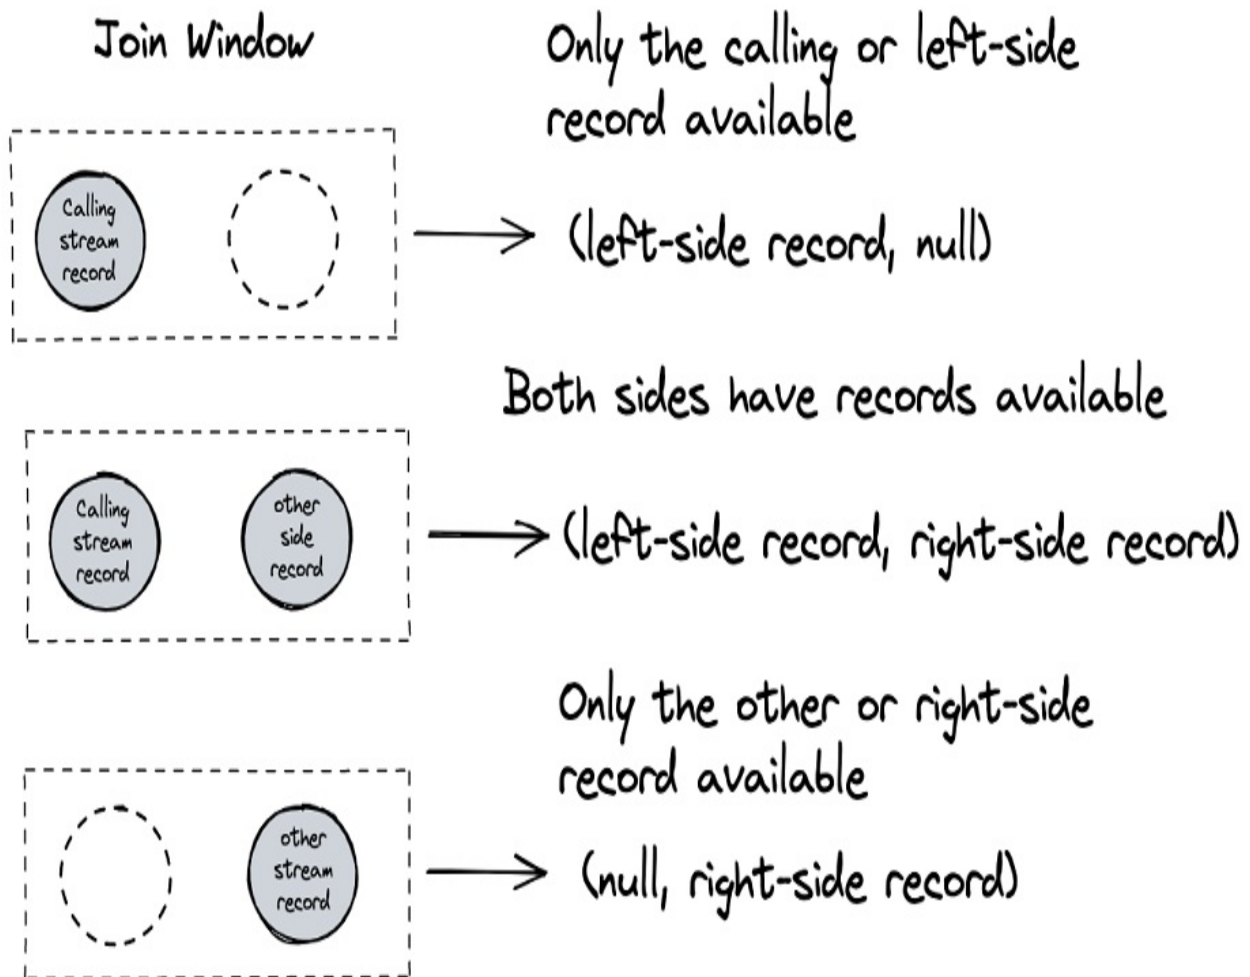 Join Window
Only the calling or left-side
record available
Calling
stream
record
(left-side record, null)
Both sides have records available
Calling
stream
record
other
side
record
(left-side record, right-side record)
Only the other or right-side
record available
other
stream
record
(null, right-side record)